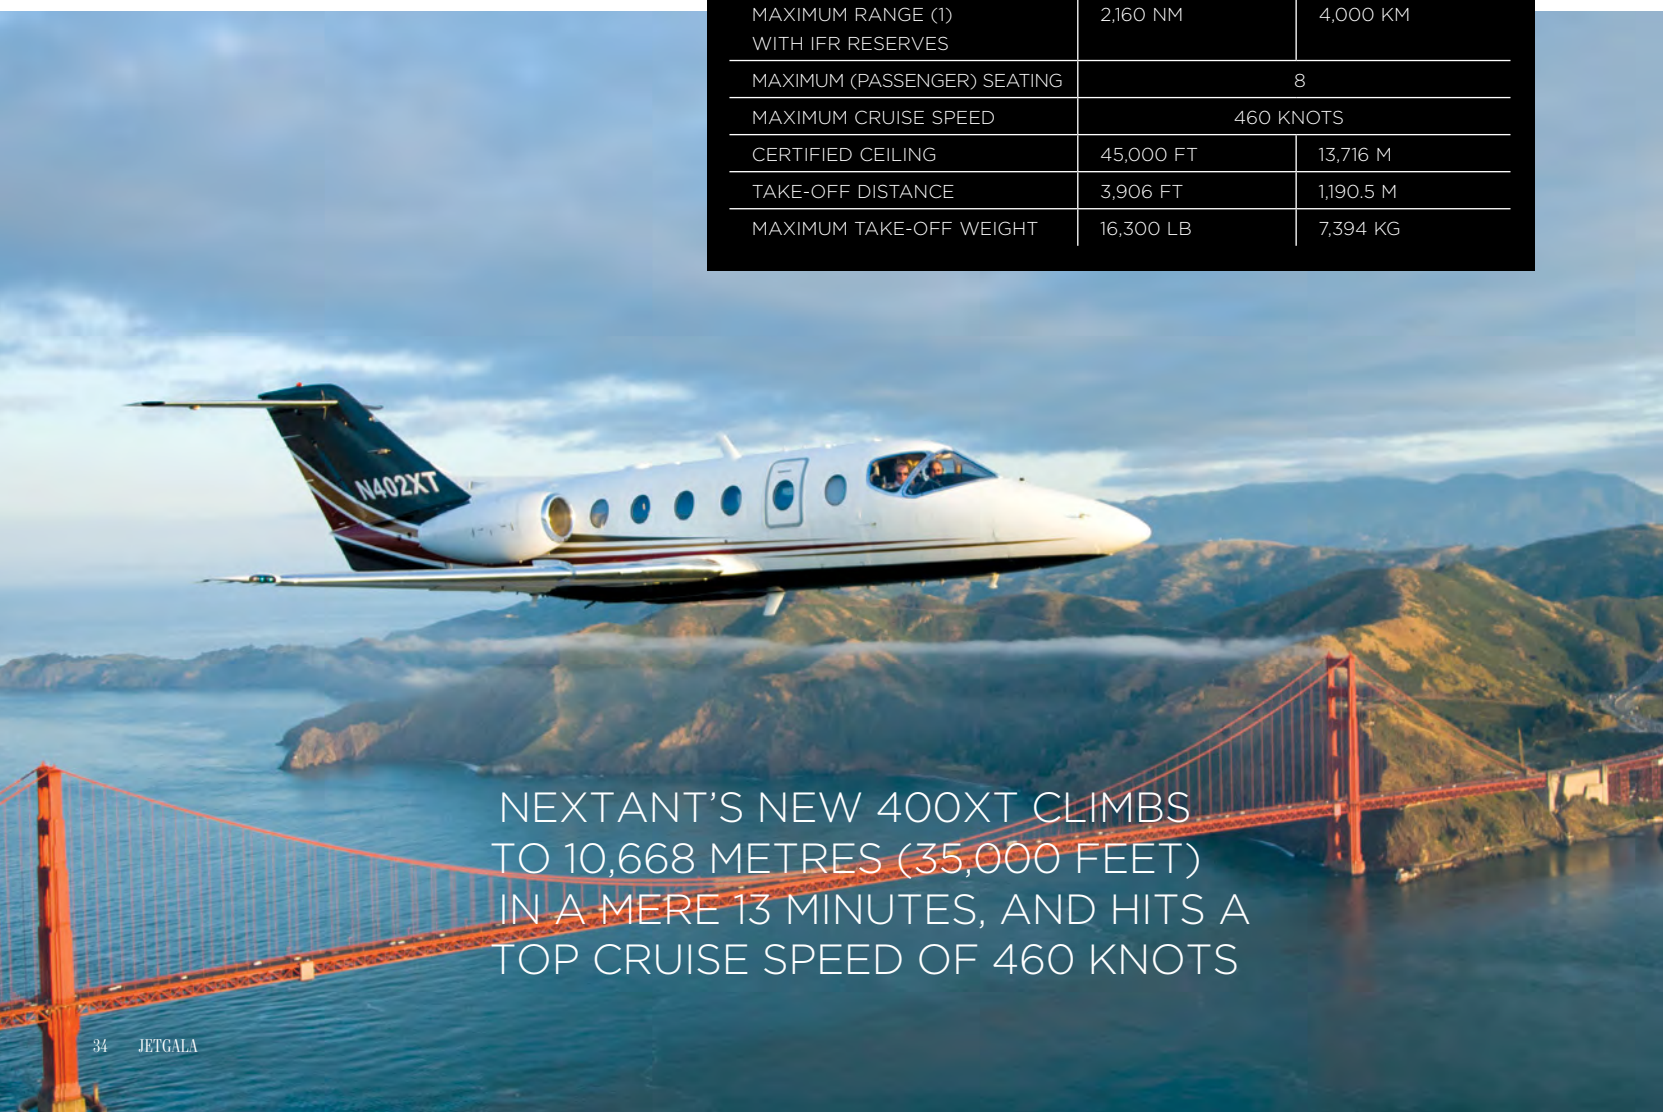 MAXIMUM RANGE (1) 2,160 NM 4,000 KM
WITH IFR RESERVES
MAXIMUM (PASSENGER) SEATING 8
MAXIMUM CRUISE SPEED 460 KNOTS
CERTIFIED CEILING 45,000 FT 13,716 M
TAKE-OFF DISTANCE 3,906 FT 1,190.5 M
MAXIMUM TAKE-OFF WEIGHT 16,300 LB 7,394 KG
N402XT
NEXTANT’S NEW 400XT CLIMBS
TO 10,668 METRES (35,000 FEET)
IN A MERE 13 MINUTES, AND HITS A
TOP CRUISE SPEED OF 460 KNOTS
34 JETGALA